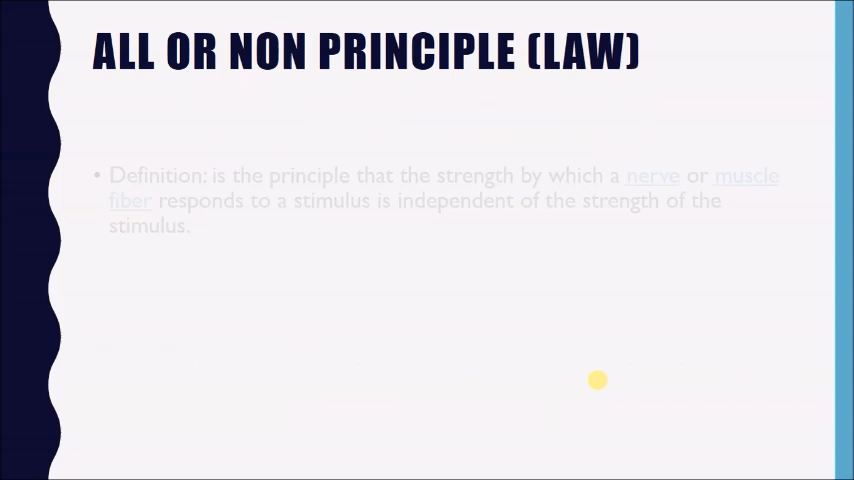 ALL OR NON PRINCIPLE (LAW)
• Definition: is the principle that the strength by which a nerve or muscle
fiber responds to a stimulus is independent of the strength of the
stimulus.